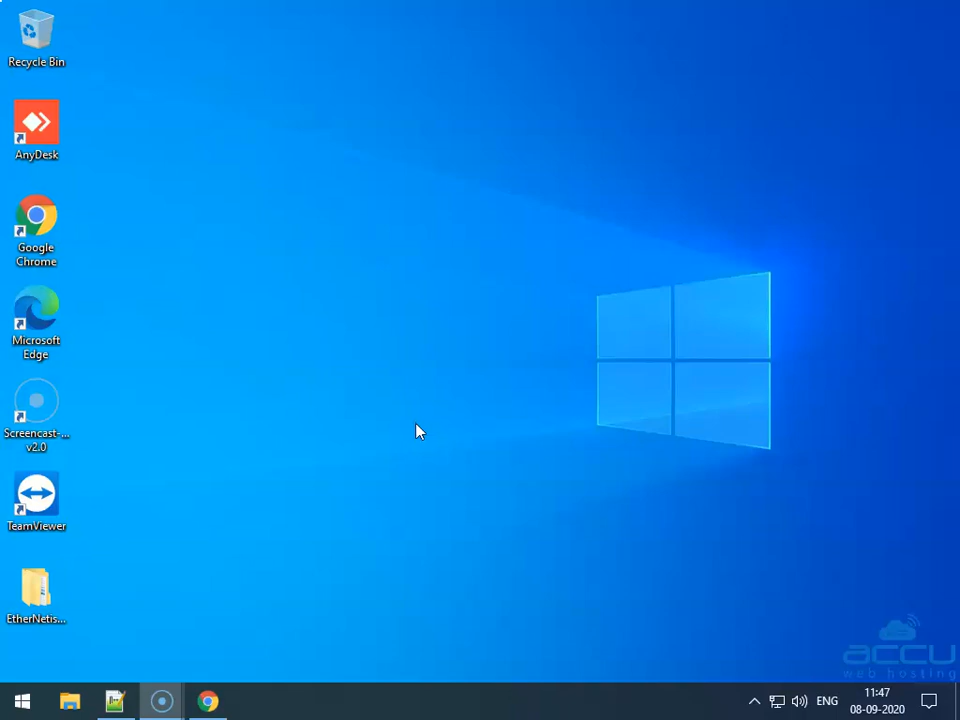 Recycle Bin
AnyDesk
Google
Chrome
Microsoft
Edge
Screencast-...
v2.0
TeamViewer
EtherNetis...
accu
web hosting
ENG
11:47
08-09-2020